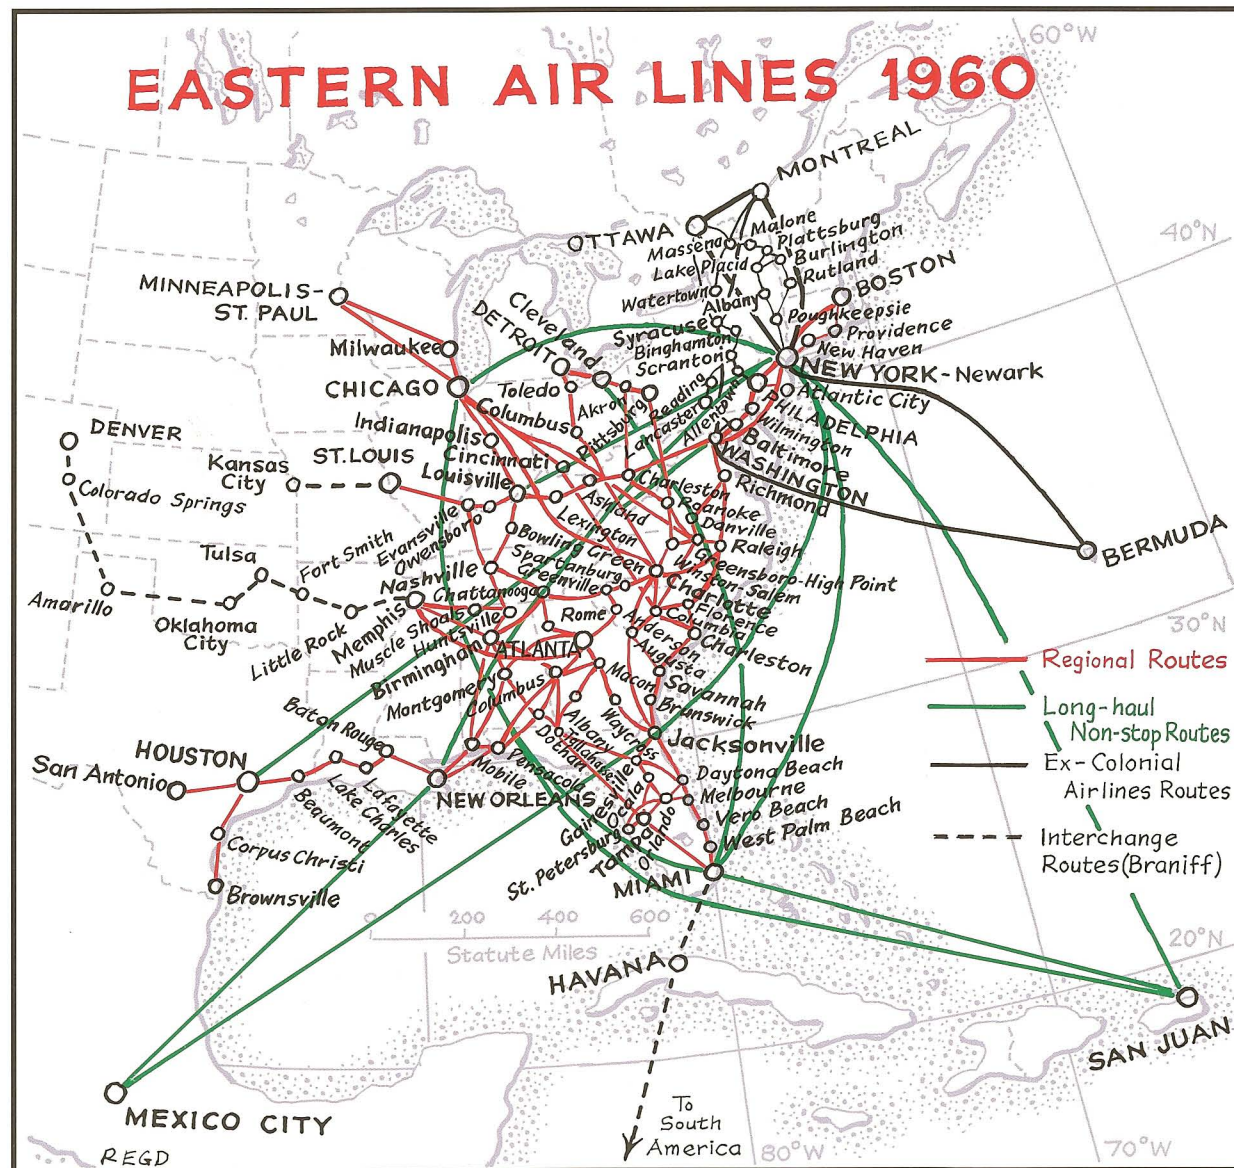 EASTERN AIR LINES 1960
60°W
MONTREAL
40°N
OTTAWA
Malone
Massena
Plattsburg
Lake Placid
Burlington
Rutland
BOSTON
MINNEAPOLIS-
ST. PAUL
Watertown
Albany
Poughkeepsie
Cleveland
DETROIT
Syracuse
Providence
Binghamton
New Haven
Milwaukee
Scranton
NEW YORK-Newark
CHICAGO
Toledo
Akron
Reading
Atlantic City
Columbus
Pittsburg
Lancaster
Allentown
PHILADELPHIA
DENVER
Indianapolis
Wilmington
Cincinnati
Baltimore
Kansas
City
ST. LOUIS
Louisville
WASHINGTON
Colorado Springs
Charleston
Richmond
Ashland
Roanoke
Evansville
Owensboro
Lexington
Danville
BERMUDA
Tulsa
Fort Smith
Bowling Green
Raleigh
Spartanburg
Greensboro-High Point
Nashville
Greenville
Winston Salem
Chattanooga
Charlotte
Amarillo
Oklahoma
City
Little Rock
Memphis
Muscle Shoals
Huntsville
Rome
Florence
Columbia
30°N
Anderson
Charleston
Birmingham
ATLANTA
Augusta
Regional Routes
Montgomery
Columbus
Macon
Savannah
Brunswick
Long-haul
Non-stop Routes
Baton Rouge
Albany
Waycross
HOUSTON
Tallahassee
Jacksonville
Dothan
San Antonio
Mobile
Pensacola
Daytona Beach
Ex-Colonial
Airlines Routes
Lafayette
Lake Charles
Beaumont
NEW ORLEANS
Gainesville
Ocala
Melbourne
Vero Beach
Corpus Christi
St. Petersburg
Tampa
Orlando
West Palm Beach
Interchange
Routes (Braniff)
Brownsville
MIAMI
0 200 400 600
Statute Miles
20°N
HAVANA
SAN JUAN
MEXICO CITY
To
South
America
REGD
80°W
70°W